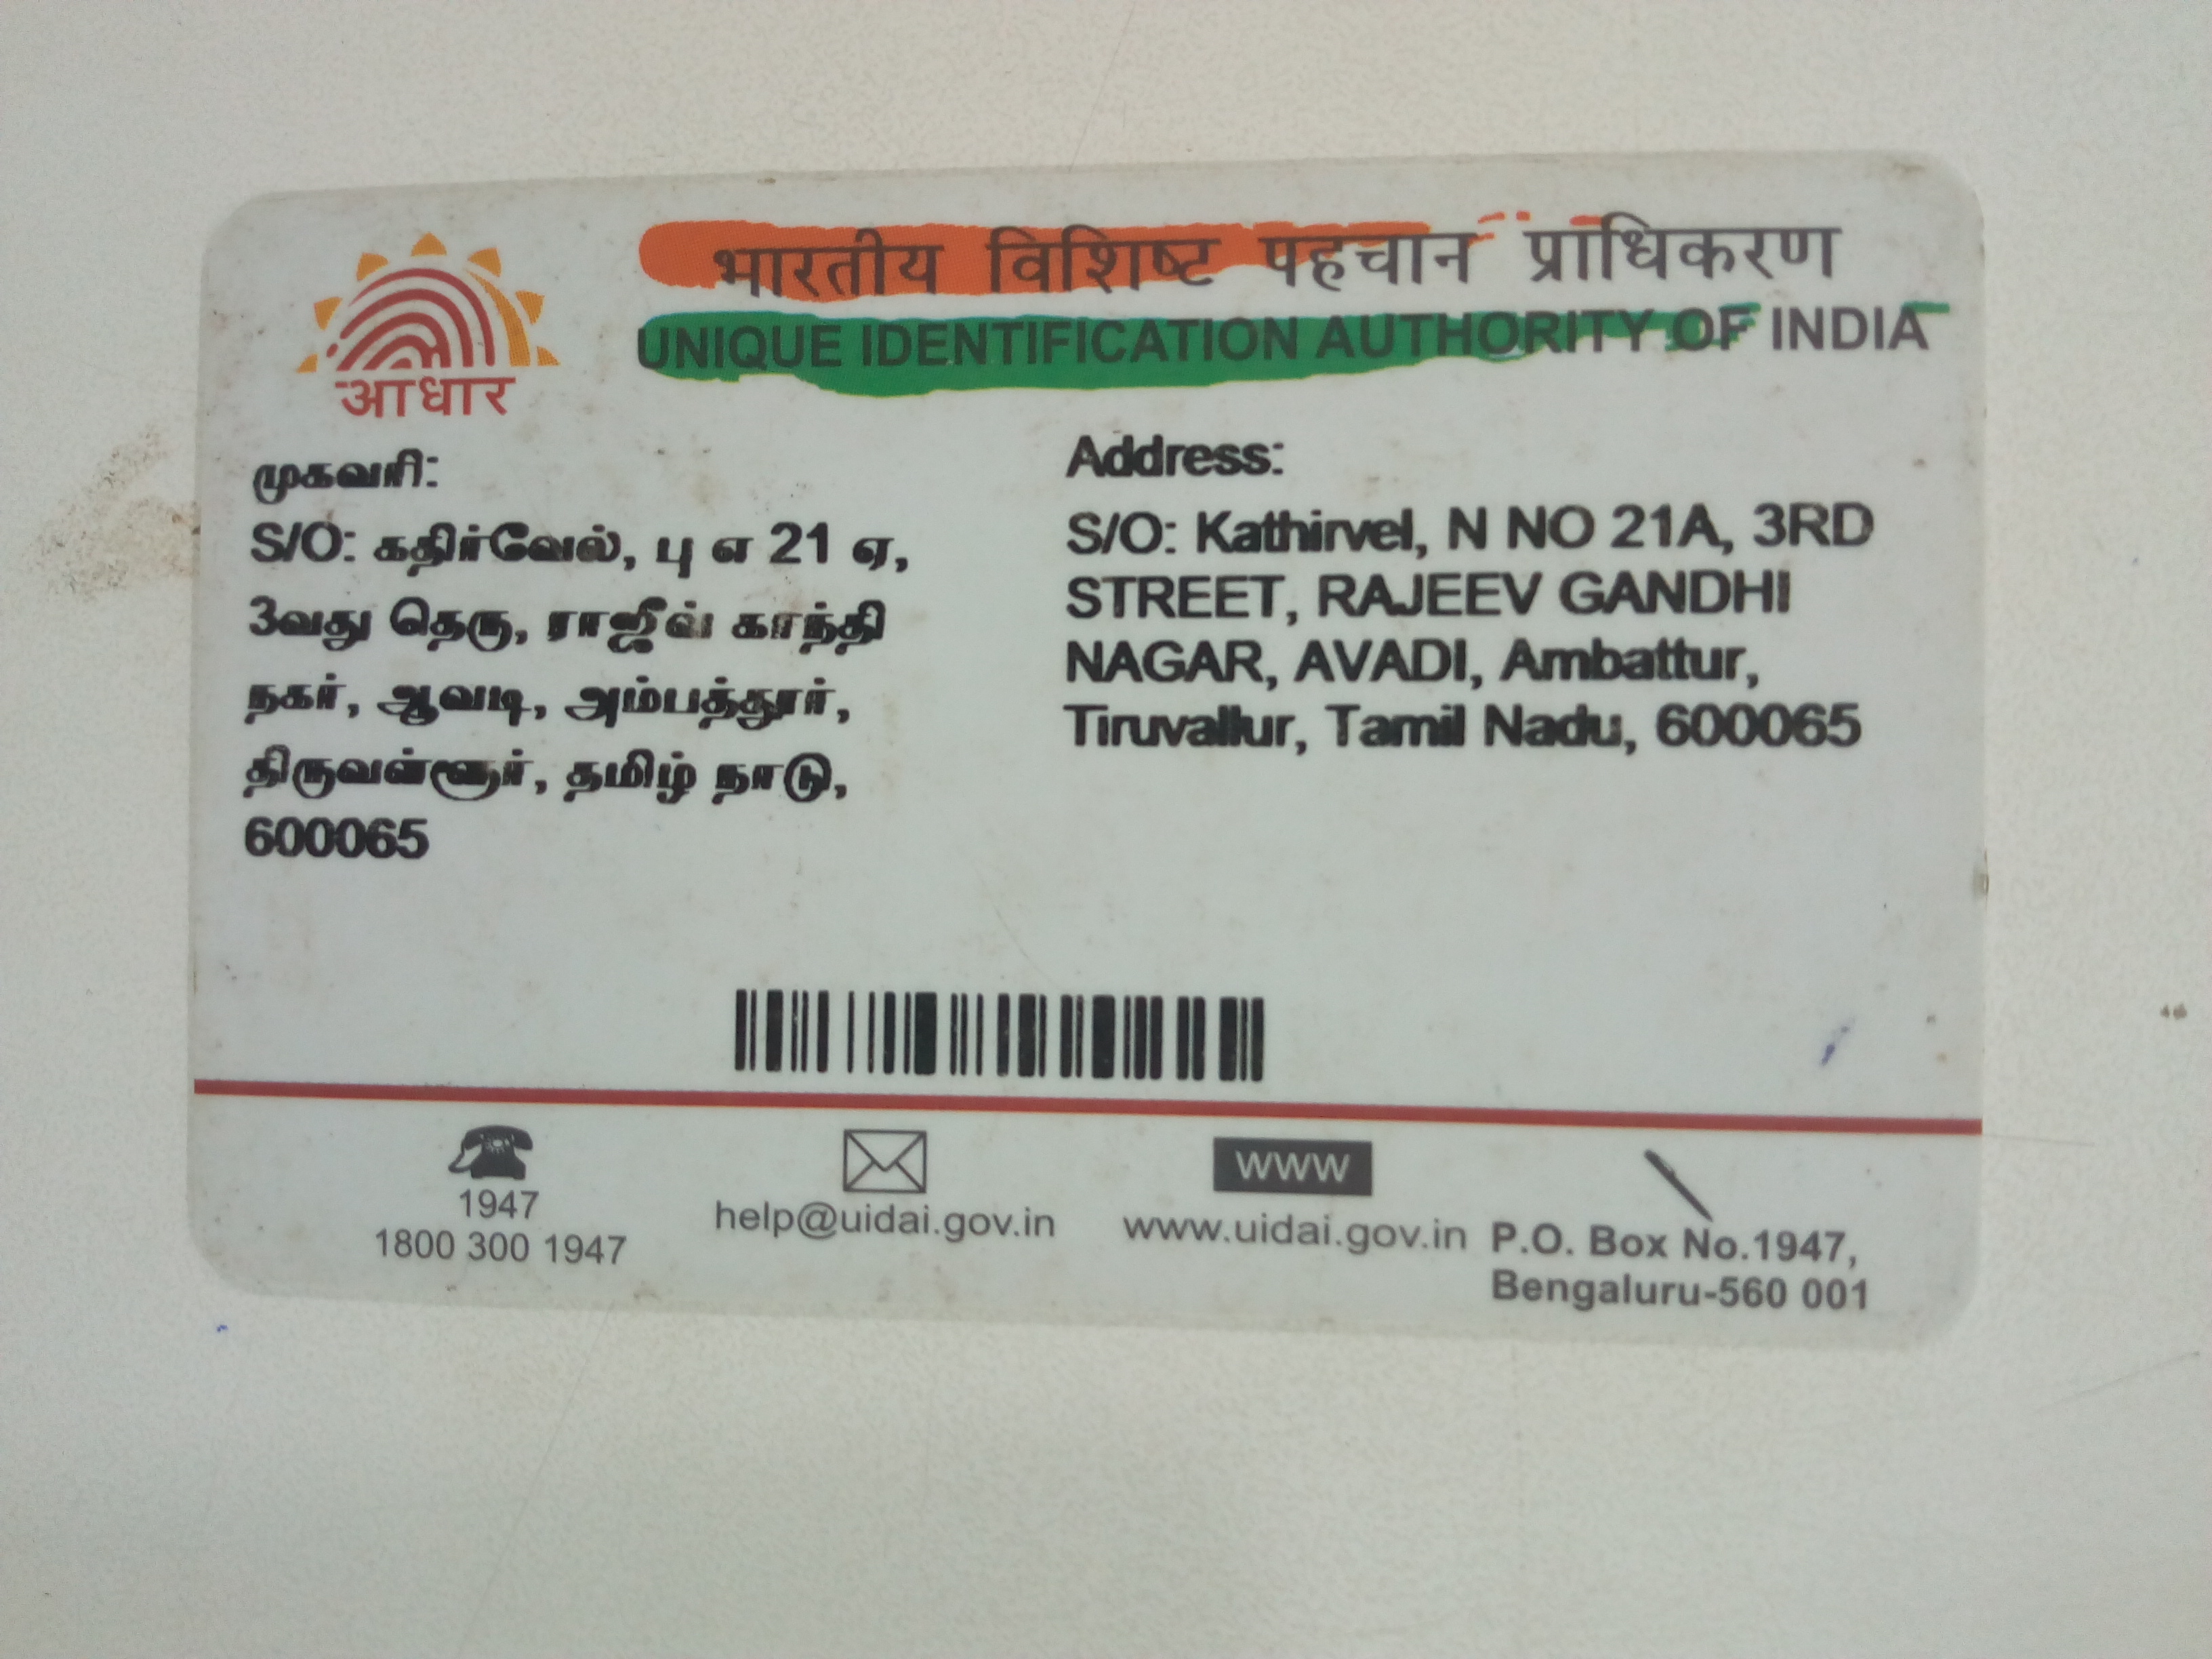 भारतीय विशिष्ट पहचान प्राधिकरण
UNIQUE IDENTIFICATION AUTHORITY OF INDIA
आधार
முகவரி:
S/O: கதிர்வேல், பு எ 21 ஏ,
3வது தெரு, ராஜீவ் காந்தி
நகர், ஆவடி, அம்பத்தூர்,
திருவள்ளூர், தமிழ் நாடு,
600065
Address:
S/O: Kathirvel, N NO 21A, 3RD
STREET, RAJEEV GANDHI
NAGAR, AVADI, Ambattur,
Tiruvallur, Tamil Nadu, 600065
1947
1800 300 1947
help@uidai.gov.in
WWW
www.uidai.gov.in
P.O. Box No.1947,
Bengaluru-560 001